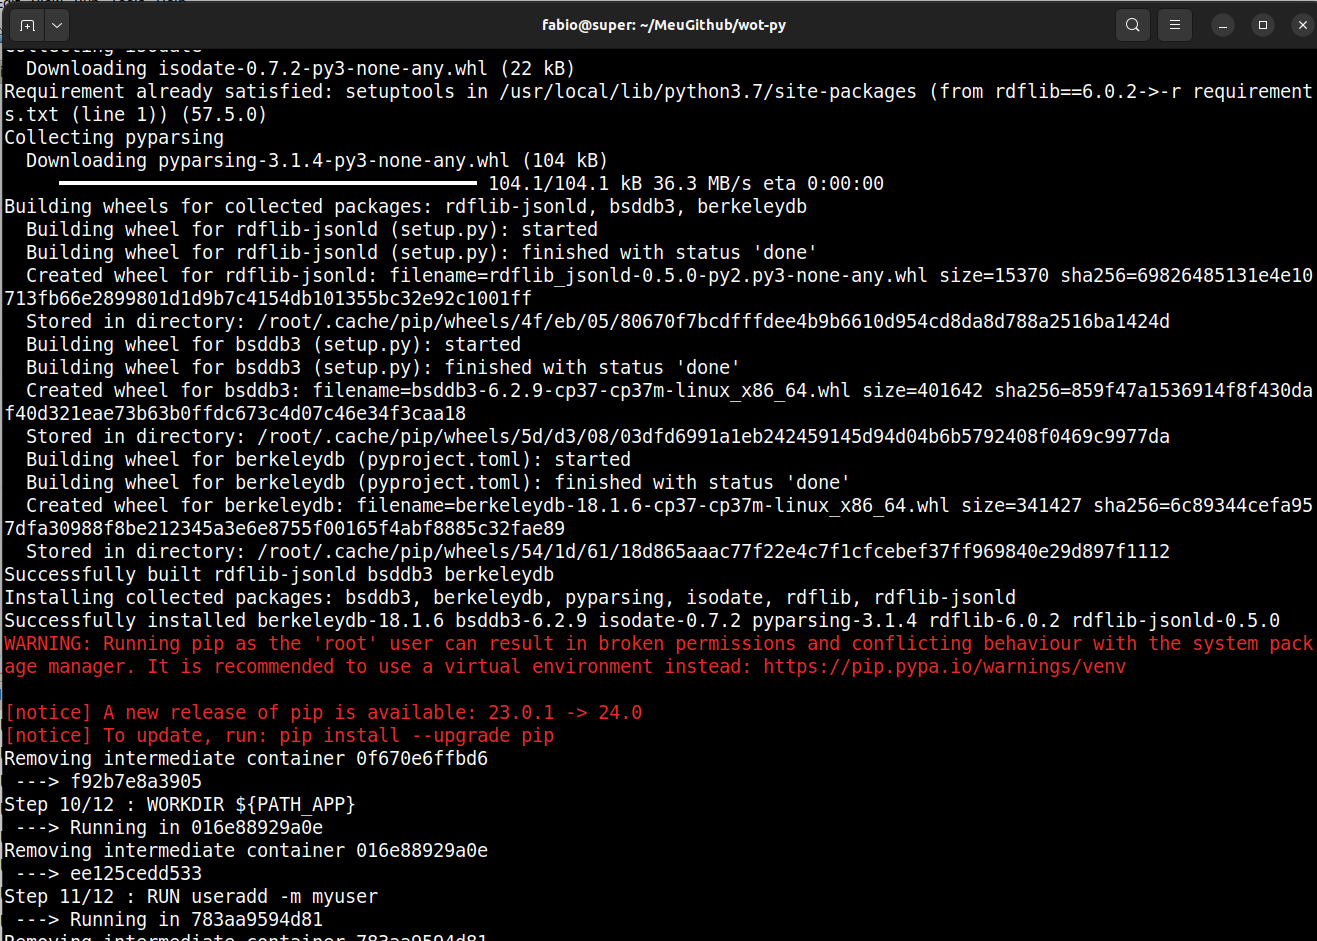 fabio@super: ~/MeuGithub/wot-py
Collecting isodate
  Downloading isodate-0.7.2-py3-none-any.whl (22 kB)
Requirement already satisfied: setuptools in /usr/local/lib/python3.7/site-packages (from rdflib==6.0.2->-r requirement
s.txt (line 1)) (57.5.0)
Collecting pyparsing
  Downloading pyparsing-3.1.4-py3-none-any.whl (104 kB)
104.1/104.1 kB 36.3 MB/s eta 0:00:00
Building wheels for collected packages: rdflib-jsonld, bsddb3, berkeleydb
  Building wheel for rdflib-jsonld (setup.py): started
  Building wheel for rdflib-jsonld (setup.py): finished with status 'done'
  Created wheel for rdflib-jsonld: filename=rdflib_jsonld-0.5.0-py2.py3-none-any.whl size=15370 sha256=69826485131e4e10
713fb66e2899801d1d9b7c4154db101355bc32e92c1001ff
  Stored in directory: /root/.cache/pip/wheels/4f/eb/05/80670f7bcdfffdee4b9b6610d954cd8da8d788a2516ba1424d
  Building wheel for bsddb3 (setup.py): started
  Building wheel for bsddb3 (setup.py): finished with status 'done'
  Created wheel for bsddb3: filename=bsddb3-6.2.9-cp37-cp37m-linux_x86_64.whl size=401642 sha256=859f47a1536914f8f430da
f40d321eae73b63b0ffdc673c4d07c46e34f3caa18
  Stored in directory: /root/.cache/pip/wheels/5d/d3/08/03dfd6991a1eb242459145d94d04b6b5792408f0469c9977da
  Building wheel for berkeleydb (pyproject.toml): started
  Building wheel for berkeleydb (pyproject.toml): finished with status 'done'
  Created wheel for berkeleydb: filename=berkeleydb-18.1.6-cp37-cp37m-linux_x86_64.whl size=341427 sha256=6c89344cefa95
7dfa30988f8be212345a3e6e8755f00165f4abf8885c32fae89
  Stored in directory: /root/.cache/pip/wheels/54/1d/61/18d865aaac77f22e4c7f1cfcebef37ff969840e29d897f1112
Successfully built rdflib-jsonld bsddb3 berkeleydb
Installing collected packages: bsddb3, berkeleydb, pyparsing, isodate, rdflib, rdflib-jsonld
Successfully installed berkeleydb-18.1.6 bsddb3-6.2.9 isodate-0.7.2 pyparsing-3.1.4 rdflib-6.0.2 rdflib-jsonld-0.5.0
WARNING: Running pip as the 'root' user can result in broken permissions and conflicting behaviour with the system pack
age manager. It is recommended to use a virtual environment instead: https://pip.pypa.io/warnings/venv
[notice] A new release of pip is available: 23.0.1 -> 24.0
[notice] To update, run: pip install --upgrade pip
Removing intermediate container 0f670e6ffbd6
 ---> f92b7e8a3905
Step 10/12 : WORKDIR ${PATH_APP}
 ---> Running in 016e88929a0e
Removing intermediate container 016e88929a0e
 ---> ee125cedd533
Step 11/12 : RUN useradd -m myuser
 ---> Running in 783aa9594d81
Removing intermediate container 783aa9594d81